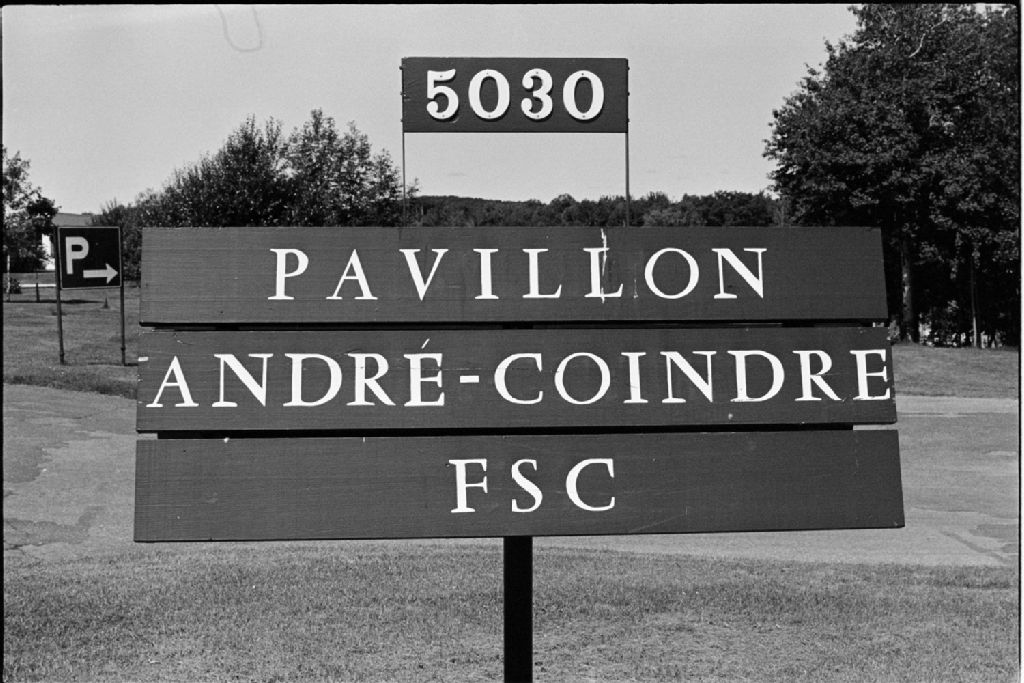 5030
P →
PAVILLON
ANDRÉ-COINDRE
FSC